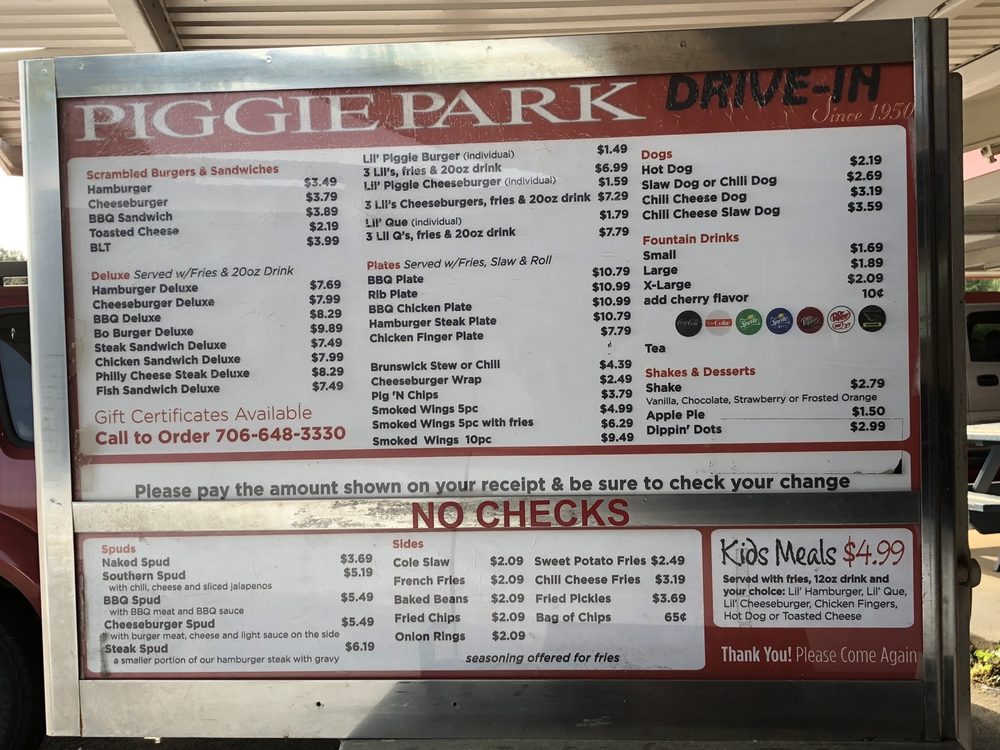 PIGGIE PARK DRIVE-IN
Since 1950
Scrambled Burgers & Sandwiches
Hamburger $3.49
Cheeseburger $3.79
BBQ Sandwich $3.89
Toasted Cheese $2.19
BLT $3.99
Deluxe Served w/Fries & 20oz Drink
Hamburger Deluxe $7.69
Cheeseburger Deluxe $7.99
BBQ Deluxe $8.29
Bo Burger Deluxe $9.89
Steak Sandwich Deluxe $7.49
Chicken Sandwich Deluxe $7.99
Philly Cheese Steak Deluxe $8.29
Fish Sandwich Deluxe $7.49
Gift Certificates Available
Call to Order 706-648-3330
Lil' Piggie Burger (individual) $1.49
3 Lil's, fries & 20oz drink $6.99
Lil' Piggie Cheeseburger (individual) $1.59
3 Lil's Cheeseburgers, fries & 20oz drink $7.29
Lil' Que (individual) $1.79
3 Lil Q's, fries & 20oz drink $7.79
Plates Served w/Fries, Slaw & Roll
BBQ Plate $10.79
Rib Plate $10.99
BBQ Chicken Plate $10.99
Hamburger Steak Plate $10.79
Chicken Finger Plate $7.79
Brunswick Stew or Chili $4.39
Cheeseburger Wrap $2.49
Pig 'N Chips $3.79
Smoked Wings 5pc $4.99
Smoked Wings 5pc with fries $6.29
Smoked Wings 10pc $9.49
Dogs
Hot Dog $2.19
Slaw Dog or Chili Dog $2.69
Chili Cheese Dog $3.19
Chili Cheese Slaw Dog $3.59
Fountain Drinks
Small $1.69
Large $1.89
X-Large $2.09
add cherry flavor 10¢
Tea
Shakes & Desserts
Shake $2.79
Vanilla, Chocolate, Strawberry or Frosted Orange
Apple Pie $1.50
Dippin' Dots $2.99
Please pay the amount shown on your receipt & be sure to check your change
NO CHECKS
Spuds
Naked Spud $3.69
Southern Spud $5.19
with chili, cheese and sliced jalapenos
BBQ Spud $5.49
with BBQ meat and BBQ sauce
Cheeseburger Spud $5.49
with burger meat, cheese and light sauce on the side
Steak Spud $6.19
a smaller portion of our hamburger steak with gravy
Sides
Cole Slaw $2.09 Sweet Potato Fries $2.49
French Fries $2.09 Chili Cheese Fries $3.19
Baked Beans $2.09 Fried Pickles $3.69
Fried Chips $2.09 Bag of Chips 65¢
Onion Rings $2.09
seasoning offered for fries
Kids Meals $4.99
Served with fries, 12oz drink and
your choice: Lil' Hamburger, Lil' Que,
Lil' Cheeseburger, Chicken Fingers,
Hot Dog or Toasted Cheese
Thank You! Please Come Again